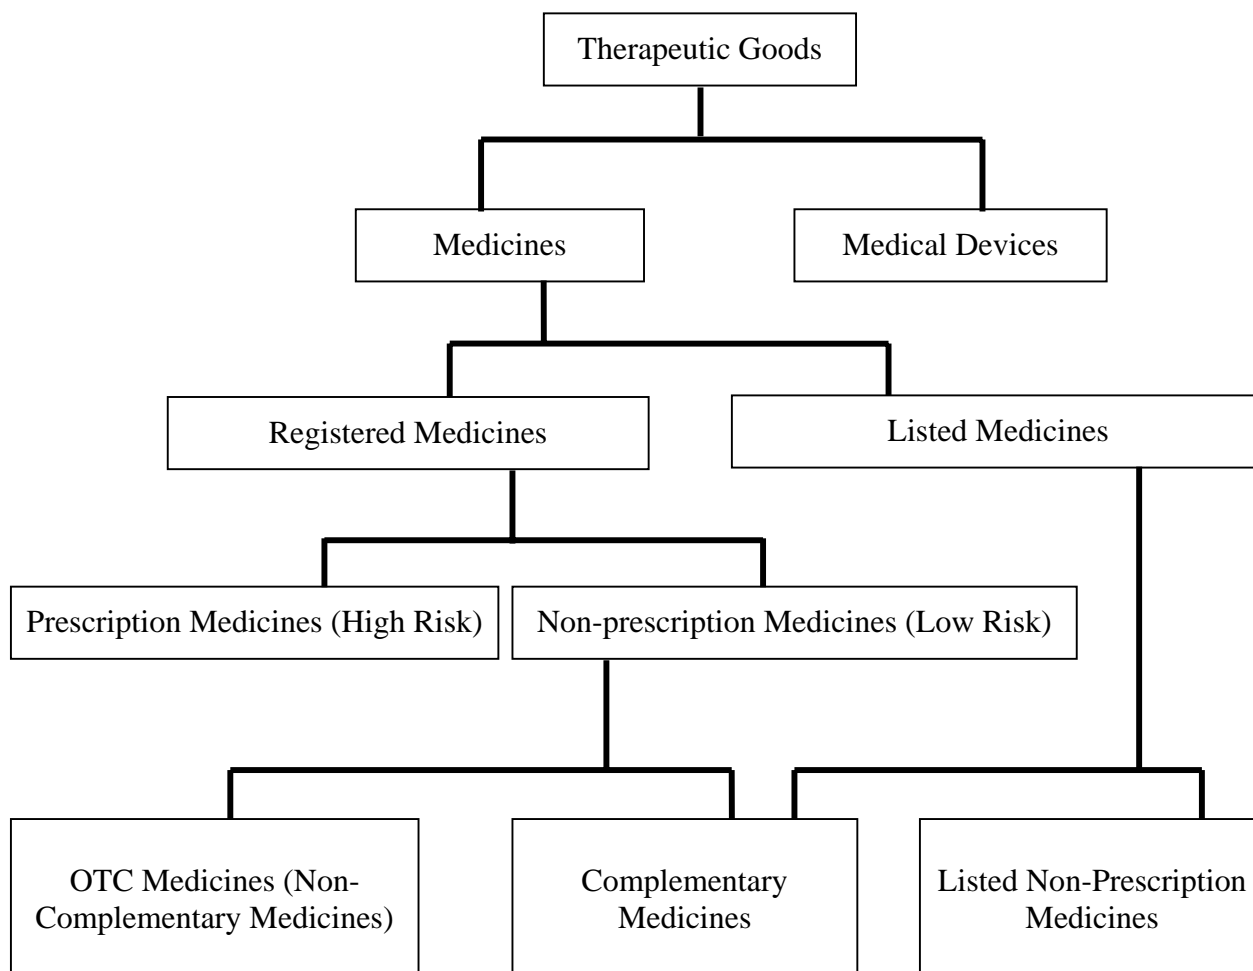 Therapeutic Goods
Medicines
Medical Devices
Registered Medicines
Listed Medicines
Prescription Medicines (High Risk)
Non-prescription Medicines (Low Risk)
OTC Medicines (Non-
Complementary Medicines)
Complementary
Medicines
Listed Non-Prescription
Medicines